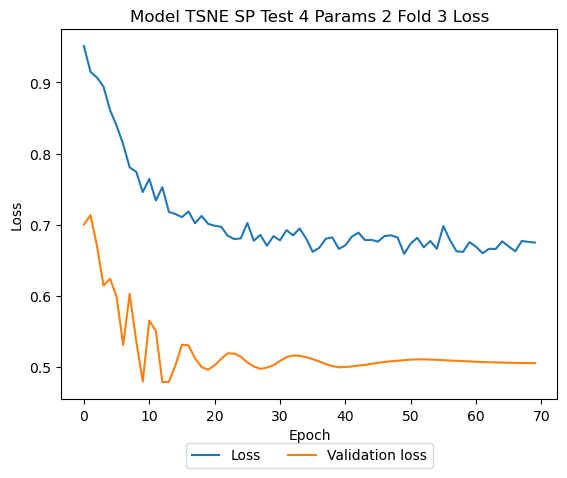 Model TSNE SP Test 4 Params 2 Fold 3 Loss
Loss
0.9
0.8
0.7
0.6
0.5
0 10 20 30 40 50 60 70
Epoch
Loss Validation loss